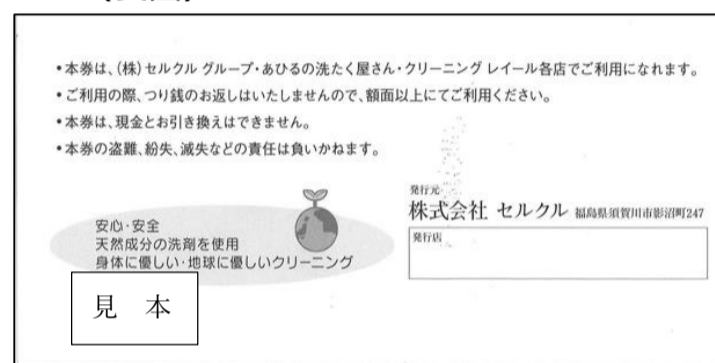 ・本券は、(株)セルクル グループ・あひるの洗たく屋さん・クリーニング レイール各店でご利用になれます。
・ご利用の際、つり銭のお返しはいたしませんので、額面以上にてご利用ください。
・本券は、現金とお引き換えはできません。
・本券の盗難、紛失、滅失などの責任は負いかねます。
安心・安全
天然成分の洗剤を使用
身体に優しい・地球に優しいクリーニング
発行元
株式会社 セルクル 福島県須賀川市影沼町247
発行店
見 本